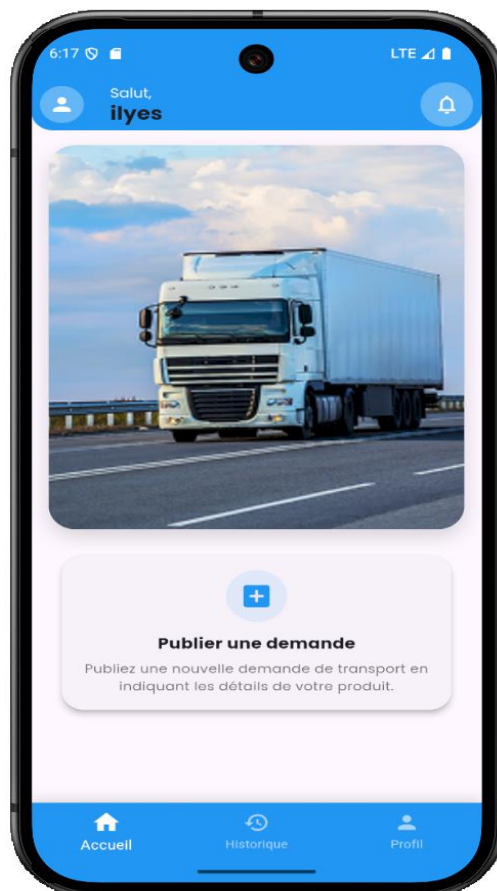 6:17 LTE
Salut,
ilyes
Publier une demande
Publiez une nouvelle demande de transport en
indiquant les détails de votre produit.
Accueil Historique Profil